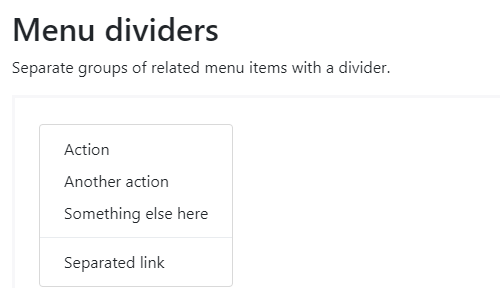 Menu dividers
Separate groups of related menu items with a divider.
Action
Another action
Something else here
Separated link